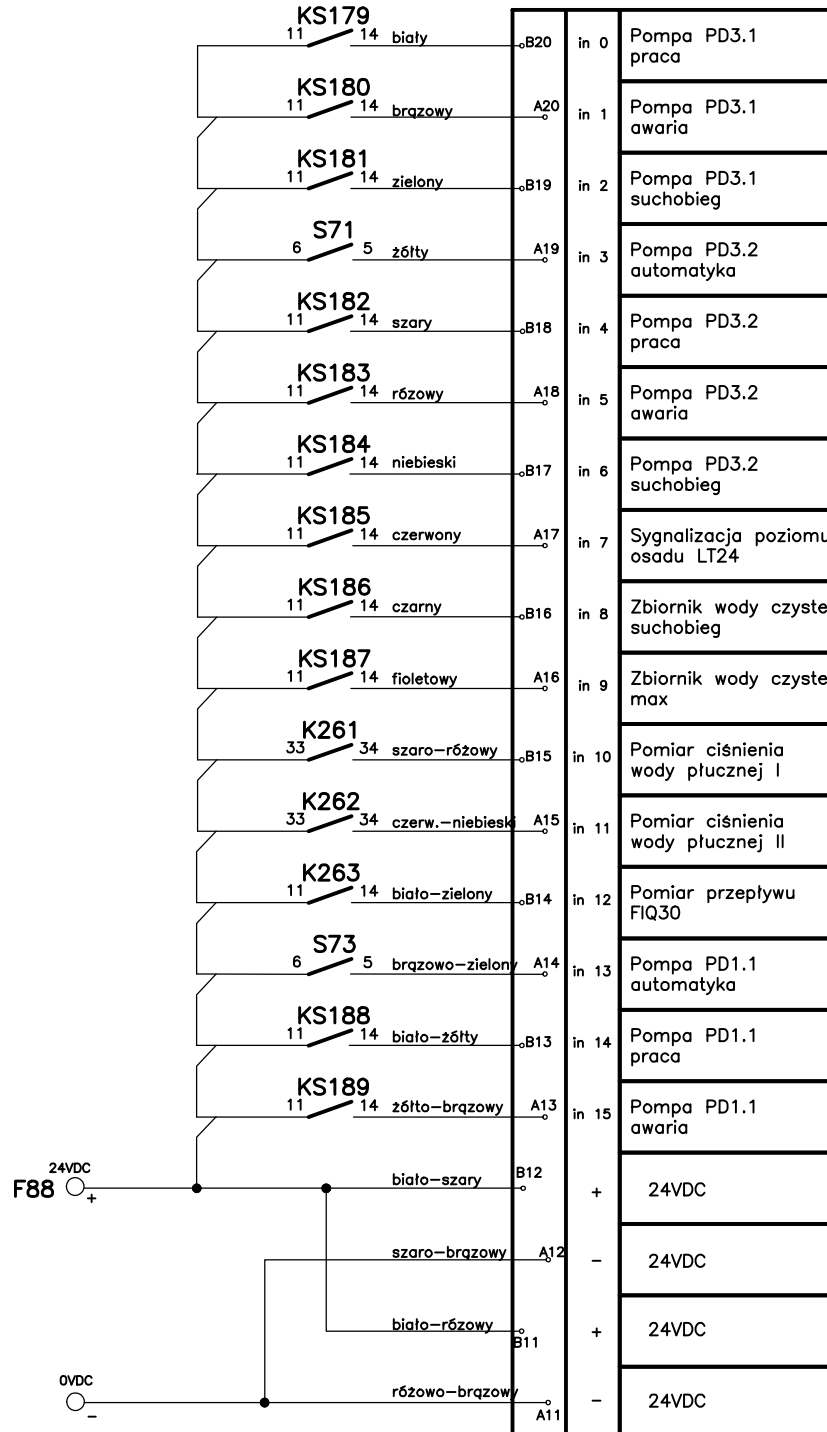 KS179
11 14 biały B20 in 0 Pompa PD3.1
praca
KS180
11 14 brązowy A20 in 1 Pompa PD3.1
awaria
KS181
11 14 zielony B19 in 2 Pompa PD3.1
suchobieg
S71
6 5 żółty A19 in 3 Pompa PD3.2
automatyka
KS182
11 14 szary B18 in 4 Pompa PD3.2
praca
KS183
11 14 różowy A18 in 5 Pompa PD3.2
awaria
KS184
11 14 niebieski B17 in 6 Pompa PD3.2
suchobieg
KS185
11 14 czerwony A17 in 7 Sygnalizacja poziomu
osadu LT24
KS186
11 14 czarny B16 in 8 Zbiornik wody czyste
suchobieg
KS187
11 14 fioletowy A16 in 9 Zbiornik wody czyste
max
K261
33 34 szaro-różowy B15 in 10 Pomiar ciśnienia
wody płucznej I
K262
33 34 czerw.-niebieski A15 in 11 Pomiar ciśnienia
wody płucznej II
K263
11 14 biało-zielony B14 in 12 Pomiar przepływu
FIQ30
S73
6 5 brązowo-zielony A14 in 13 Pompa PD1.1
automatyka
KS188
11 14 biało-żółty B13 in 14 Pompa PD1.1
praca
KS189
11 14 żółto-brązowy A13 in 15 Pompa PD1.1
awaria
F88 24VDC + biało-szary B12 + 24VDC
szaro-brązowy A12 - 24VDC
biało-różowy B11 + 24VDC
0VDC - różowo-brązowy A11 - 24VDC